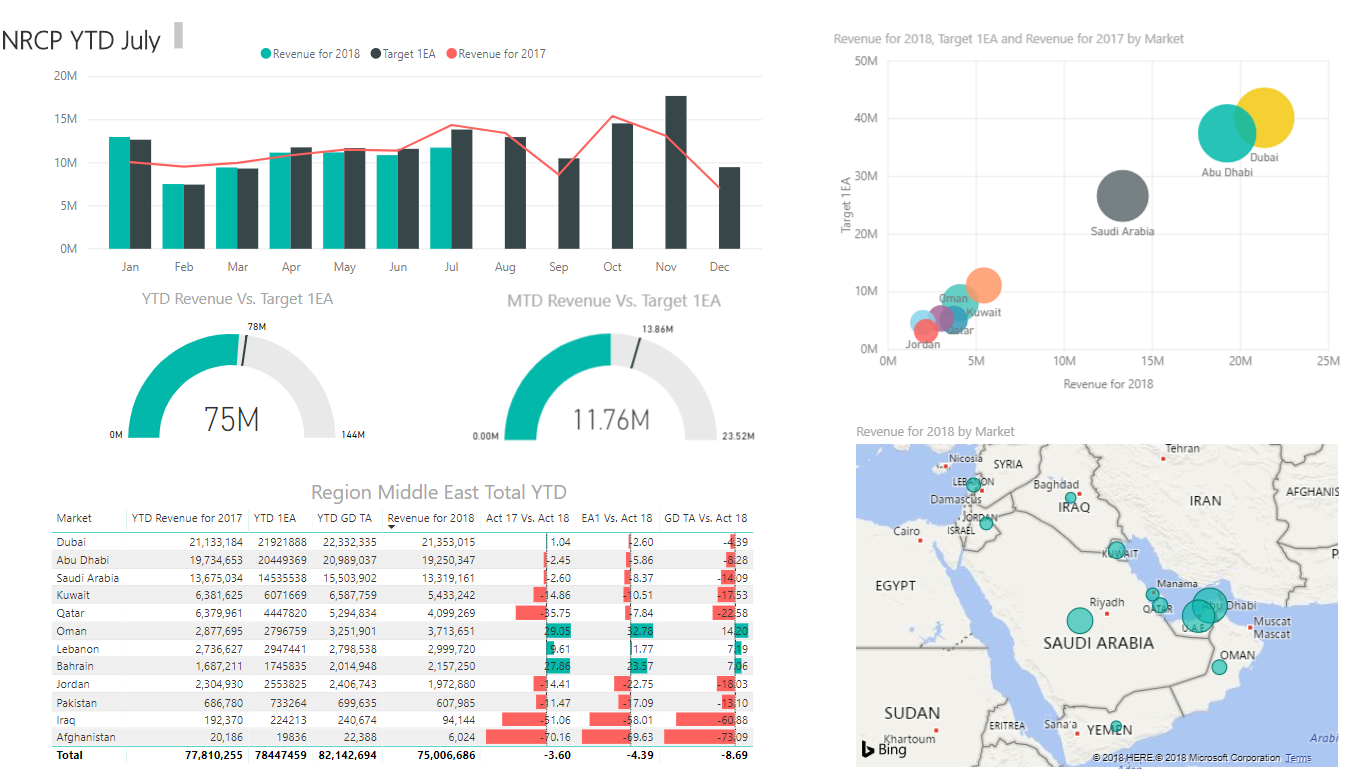 NRCP YTD July
Revenue for 2018 Target 1EA Revenue for 2017
20M
15M
10M
5M
0M
Jan Feb Mar Apr May Jun Jul Aug Sep Oct Nov Dec
YTD Revenue Vs. Target 1EA
78M
75M
0M
144M
MTD Revenue Vs. Target 1EA
13.86M
11.76M
0.00M
23.52M
Region Middle East Total YTD
Market YTD Revenue for 2017 YTD 1EA YTD GD TA Revenue for 2018 Act 17 Vs. Act 18 EA1 Vs. Act 18 GD TA Vs. Act 18
Dubai 21,133,184 21921888 22,332,335 21,353,015 1.04 -2.60 -4.39
Abu Dhabi 19,734,653 20449369 20,989,037 19,250,347 -2.45 -5.86 -8.28
Saudi Arabia 13,675,034 14535538 15,503,902 13,319,161 -2.60 -8.37 -14.09
Kuwait 6,381,625 6071669 6,587,759 5,433,242 -14.86 -10.51 -17.53
Qatar 6,379,961 4447820 5,294,834 4,099,269 -35.75 -7.84 -22.58
Oman 2,877,695 2796759 3,251,901 3,713,651 29.05 32.78 14.20
Lebanon 2,736,627 2947441 2,798,538 2,999,720 9.61 1.77 7.19
Bahrain 1,687,211 1745835 2,014,948 2,157,250 27.86 23.57 7.06
Jordan 2,304,930 2553825 2,406,743 1,972,880 -14.41 -22.75 -18.03
Pakistan 686,780 733264 699,635 607,985 -11.47 -17.09 -13.10
Iraq 192,370 224213 240,674 94,144 -51.06 -58.01 -60.88
Afghanistan 20,186 19836 22,388 6,024 -70.16 -69.63 -73.09
Total 77,810,255 78447459 82,142,694 75,006,686 -3.60 -4.39 -8.69
Revenue for 2018, Target 1EA and Revenue for 2017 by Market
50M
40M
30M
20M
10M
0M
Target 1EA
Dubai
Abu Dhabi
Saudi Arabia
Oman
Kuwait
Qatar
Jordan
0M 5M 10M 15M 20M 25M
Revenue for 2018
Revenue for 2018 by Market
Tehran
Nicosia
SYRIA
LEBANON
Baghdad
AFGHANIS
Damascus
IRAQ
IRAN
JORDAN
Cairo
ISRAEL
KUWAIT
P
EGYPT
Manama
Riyadh
QATAR
Abu Dhabi
U.A.E.
Muscat
Mascat
SAUDI ARABIA
OMAN
SUDAN
ERITREA
Sana'a
YEMEN
Khartoum
Arabi
Bing
© 2018 HERE,© 2018 Microsoft Corporation Terms
Aden